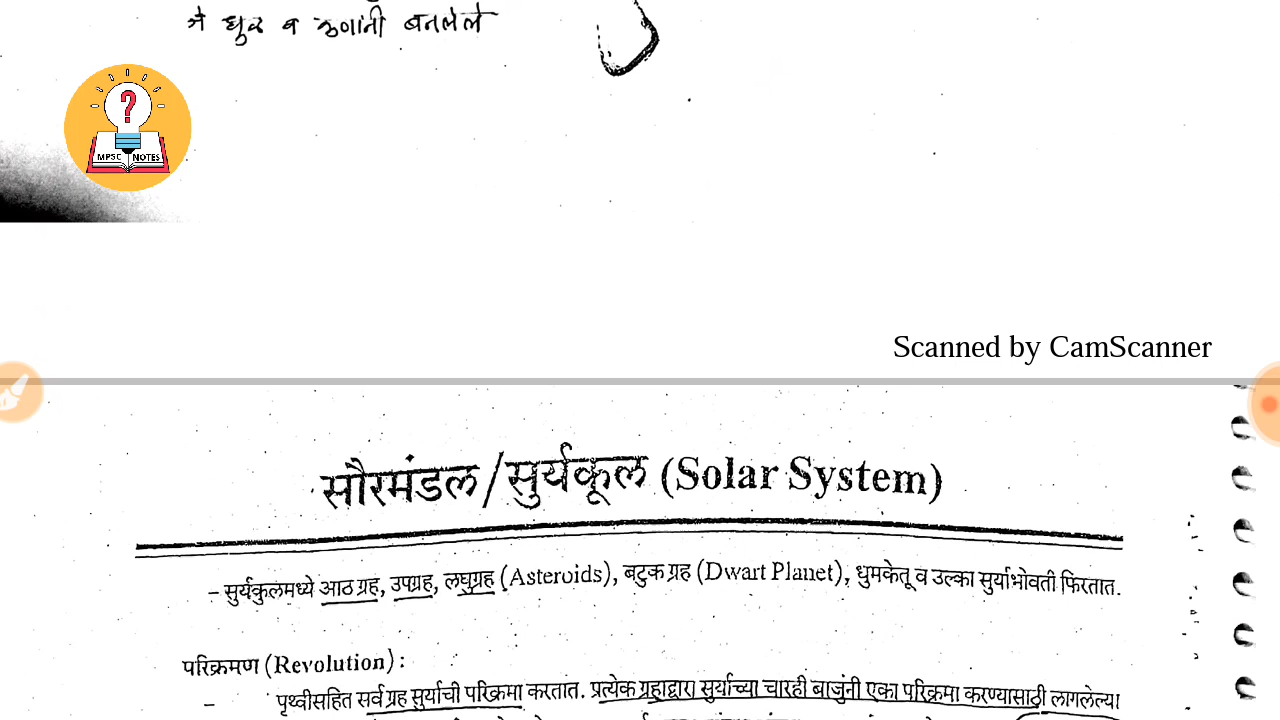 ने धुळ व कणांनी बनलेले
?
MPSC NOTES
Scanned by CamScanner
सौरमंडल/सुर्यकूल (Solar System)
– सुर्यकुलमध्ये आठ ग्रह, उपग्रह, लघुग्रह (Asteroids), बटुक ग्रह (Dwart Planet), धुमकेतू व उल्का सुर्याभोवती फिरतात.
परिक्रमण (Revolution) :
– पृथ्वीसहित सर्व ग्रह सुर्याची परिक्रमा करतात. प्रत्येक ग्रहाद्वारा सुर्याच्या चारही बाजुंनी एका परिक्रमा करण्यासाठी लागलेल्या